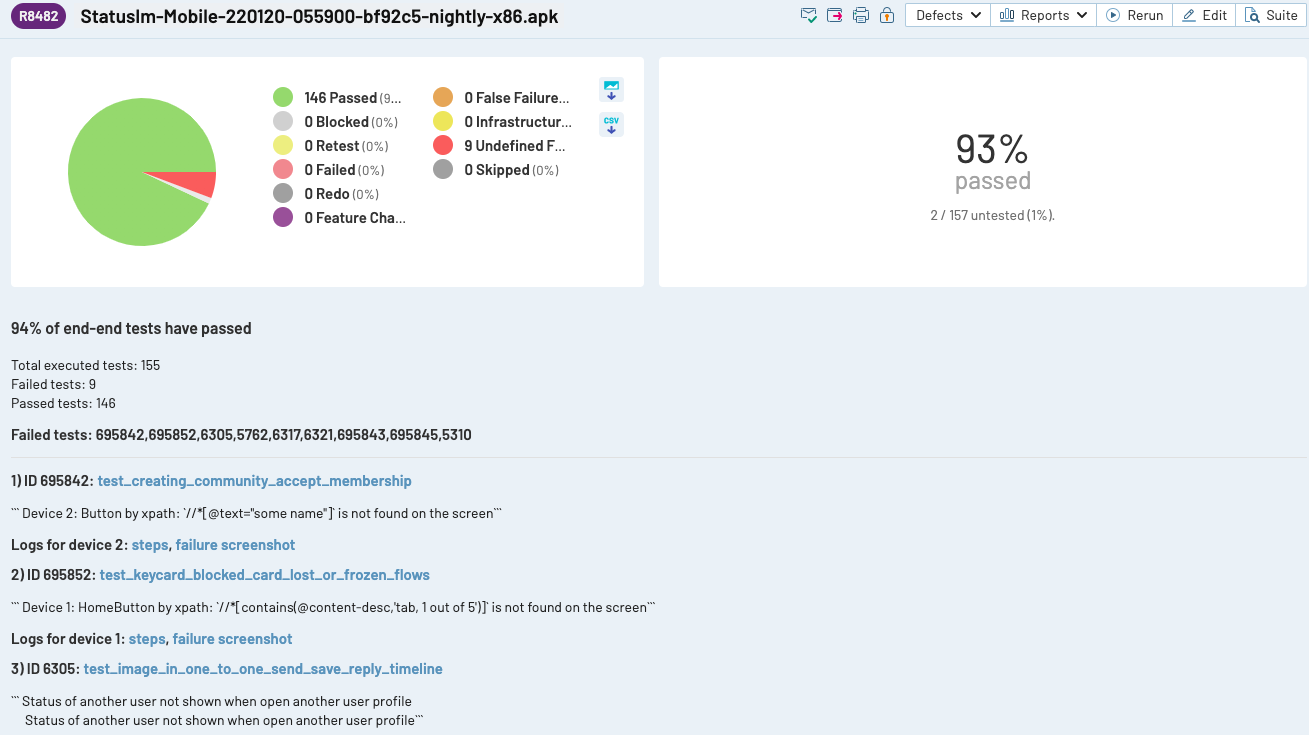 R8482 StatusIm-Mobile-220120-055900-bf92c5-nightly-x86.apk Defects Reports Rerun Edit Suite
146 Passed (9...
0 Blocked (0%)
0 Retest (0%)
0 Failed (0%)
0 Redo (0%)
0 Feature Cha...
0 False Failure...
0 Infrastructur...
9 Undefined F...
0 Skipped (0%)
CSV
93%
passed
2 / 157 untested (1%).
94% of end-end tests have passed
Total executed tests: 155
Failed tests: 9
Passed tests: 146
Failed tests: 695842,695852,6305,5762,6317,6321,695843,695845,5310
1) ID 695842: test_creating_community_accept_membership
``` Device 2: Button by xpath: `//*[@text="some name"]` is not found on the screen```
Logs for device 2: steps, failure screenshot
2) ID 695852: test_keycard_blocked_card_lost_or_frozen_flows
``` Device 1: HomeButton by xpath: `//*[contains(@content-desc,'tab, 1 out of 5')]` is not found on the screen```
Logs for device 1: steps, failure screenshot
3) ID 6305: test_image_in_one_to_one_send_save_reply_timeline
``` Status of another user not shown when open another user profile
Status of another user not shown when open another user profile```